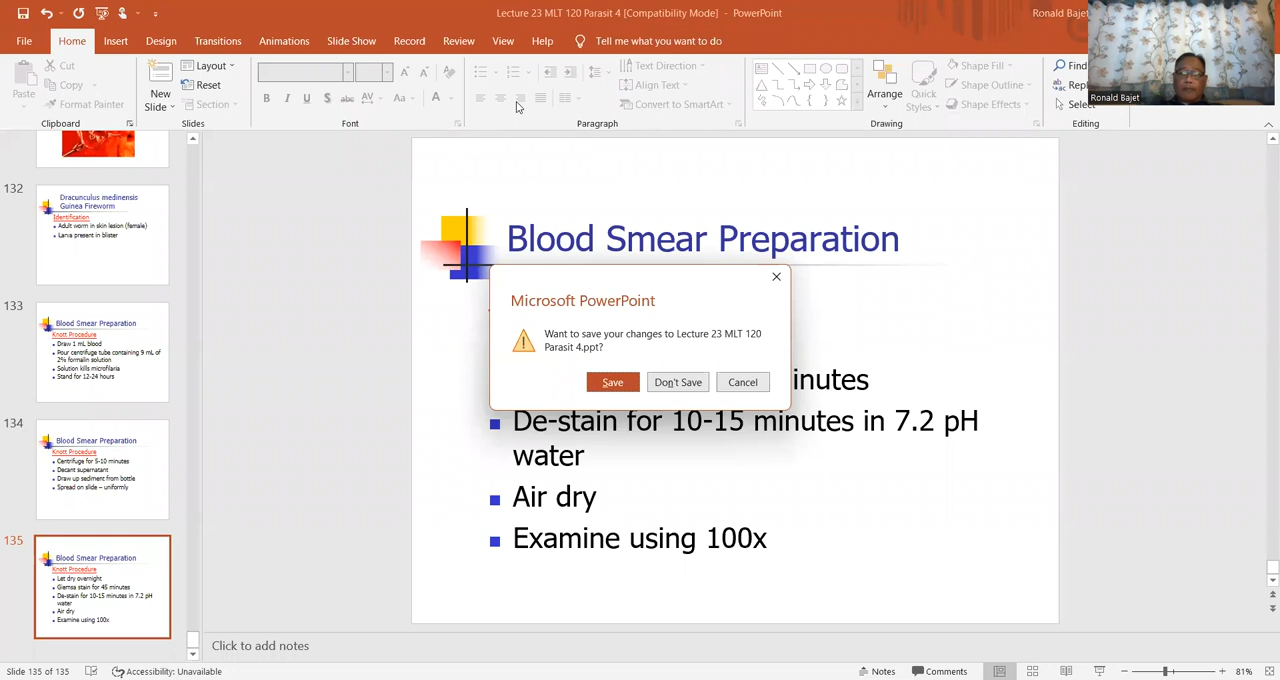 Lecture 23 MLT 120 Parasit 4 [Compatibility Mode] - PowerPoint
Ronald Bajet
File Home Insert Design Transitions Animations Slide Show Record Review View Help Tell me what you want to do
Paste
Cut
Copy
Format Painter
Clipboard
New
Slide
Layout
Reset
Section
Slides
B I U S abc AV Aa A
Font
Text Direction
Align Text
Convert to SmartArt
Paragraph
Arrange
Quick
Styles
Shape Fill
Shape Outline
Shape Effects
Drawing
Find
Repl
Select
Editing
Ronald Bajet
132
Dracunculus medinensis
Guinea Fireworm
Identification
Adult worm in skin lesion (female)
Larva present in blister
133
Blood Smear Preparation
Knott Procedure
Draw 1 mL blood
Pour centrifuge tube containing 9 mL of
2% formalin solution
Solution kills microfilaria
Stand for 12-24 hours
134
Blood Smear Preparation
Knott Procedure
Centrifuge for 5-10 minutes
Decant supernatant
Draw up sediment from bottle
Spread on slide – uniformly
135
Blood Smear Preparation
Knott Procedure
Let dry overnight
Giemsa stain for 45 minutes
De-stain for 10-15 minutes in 7.2 pH
water
Air dry
Examine using 100x
Blood Smear Preparation
Microsoft PowerPoint
Want to save your changes to Lecture 23 MLT 120
Parasit 4.ppt?
Save Don't Save Cancel
inutes
De-stain for 10-15 minutes in 7.2 pH
water
Air dry
Examine using 100x
Click to add notes
Slide 135 of 135
Accessibility: Unavailable
Notes
Comments
81%